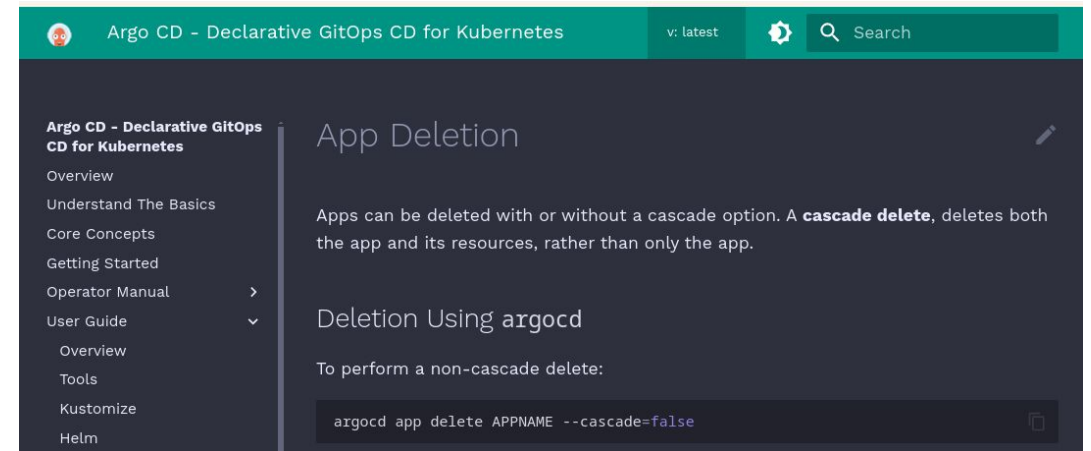 Argo CD - Declarative GitOps CD for Kubernetes
v: latest
Search
Argo CD - Declarative GitOps
CD for Kubernetes
Overview
Understand The Basics
Core Concepts
Getting Started
Operator Manual
User Guide
Overview
Tools
Kustomize
Helm
App Deletion
Apps can be deleted with or without a cascade option. A cascade delete, deletes both
the app and its resources, rather than only the app.
Deletion Using argocd
To perform a non-cascade delete:
argocd app delete APPNAME --cascade=false